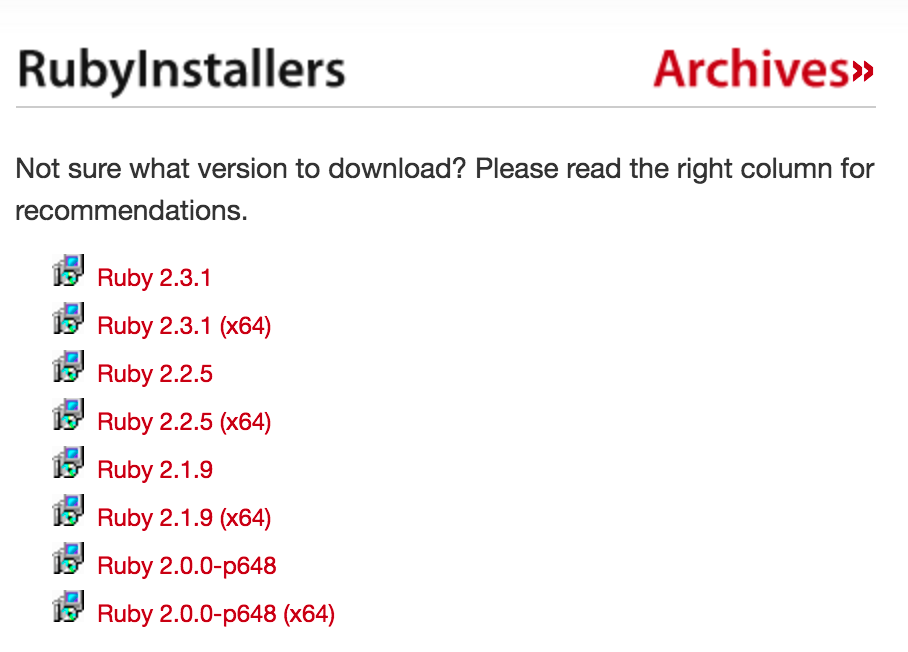 RubyInstallers Archives»
Not sure what version to download? Please read the right column for
recommendations.
Ruby 2.3.1
Ruby 2.3.1 (x64)
Ruby 2.2.5
Ruby 2.2.5 (x64)
Ruby 2.1.9
Ruby 2.1.9 (x64)
Ruby 2.0.0-p648
Ruby 2.0.0-p648 (x64)